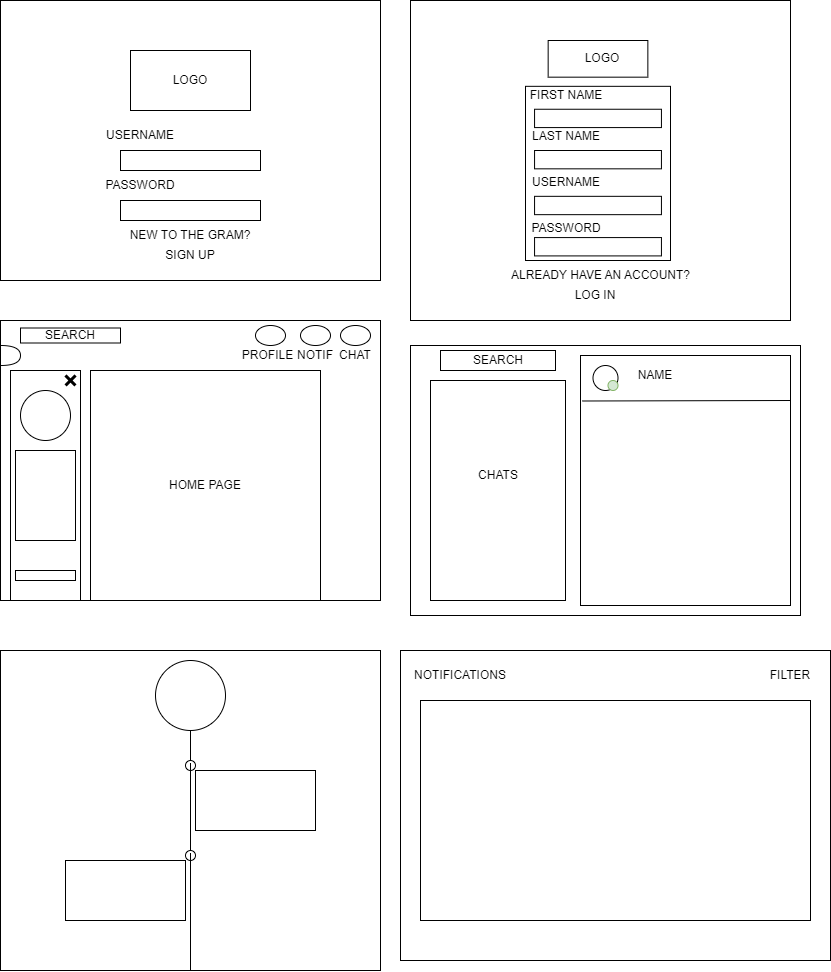 LOGO
USERNAME
PASSWORD
NEW TO THE GRAM?
SIGN UP
LOGO
FIRST NAME
LAST NAME
USERNAME
PASSWORD
ALREADY HAVE AN ACCOUNT?
LOG IN
SEARCH
PROFILE NOTIF CHAT
HOME PAGE
SEARCH
NAME
CHATS
NOTIFICATIONS
FILTER